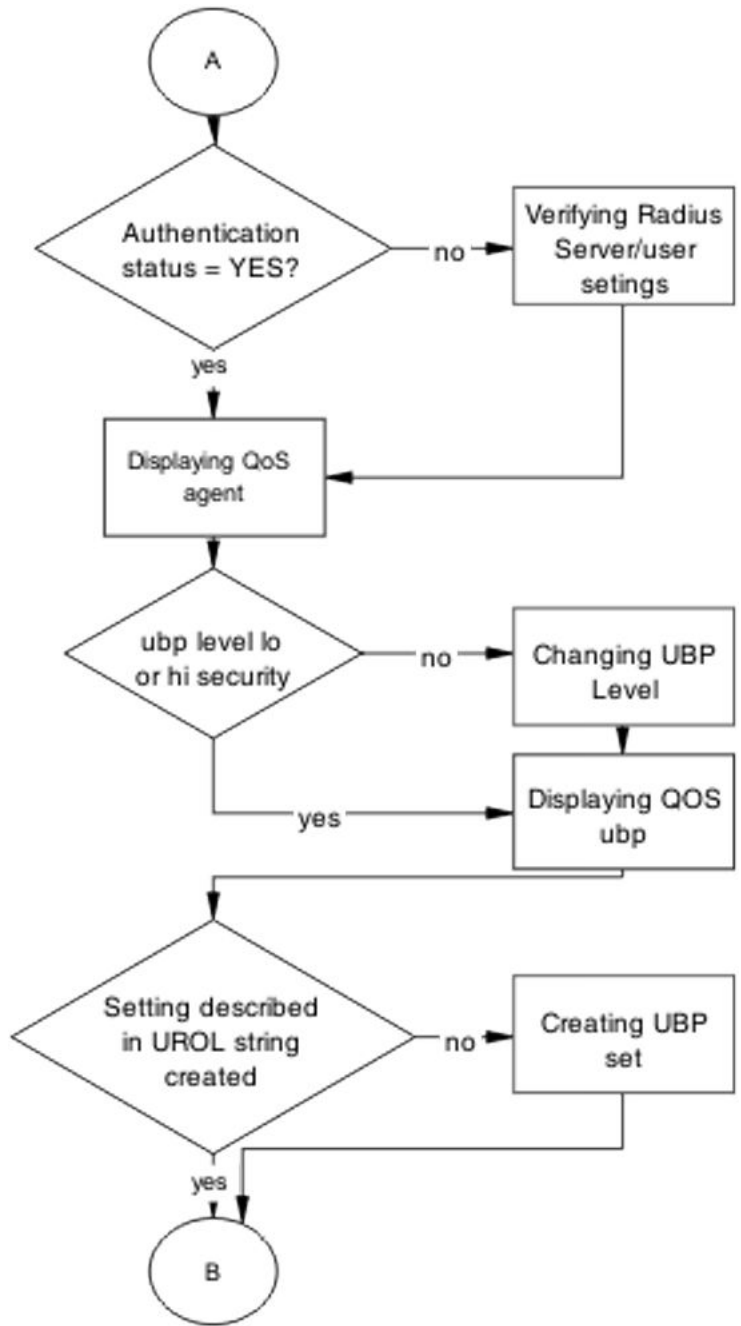 A
Authentication
status = YES?
no
Verifying Radius
Server/user
setings
yes
Displaying QoS
agent
ubp level lo
or hi security
no
Changing UBP
Level
yes
Displaying QOS
ubp
Setting described
in UROL string
created
no
Creating UBP
set
yes
B